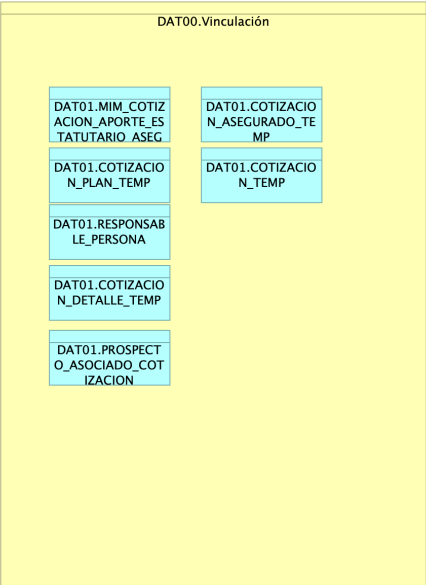 DAT00.Vinculación
DAT01.MIM_COTIZ
ACION_APORTE_ES
TATUTARIO_ASEG
DAT01.COTIZACIO
N_ASEGURADO_TE
MP
DAT01.COTIZACIO
N_PLAN_TEMP
DAT01.COTIZACIO
N_TEMP
DAT01.RESPONSAB
LE_PERSONA
DAT01.COTIZACIO
N_DETALLE_TEMP
DAT01.PROSPECT
O_ASOCIADO_COT
IZACION